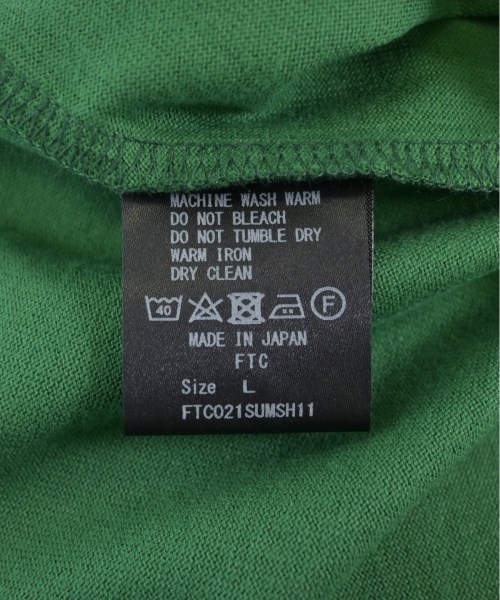 MACHINE WASH WARM
DO NOT BLEACH
DO NOT TUMBLE DRY
WARM IRON
DRY CLEAN
40 F
MADE IN JAPAN
FTC
Size L
FTC021SUMSH11